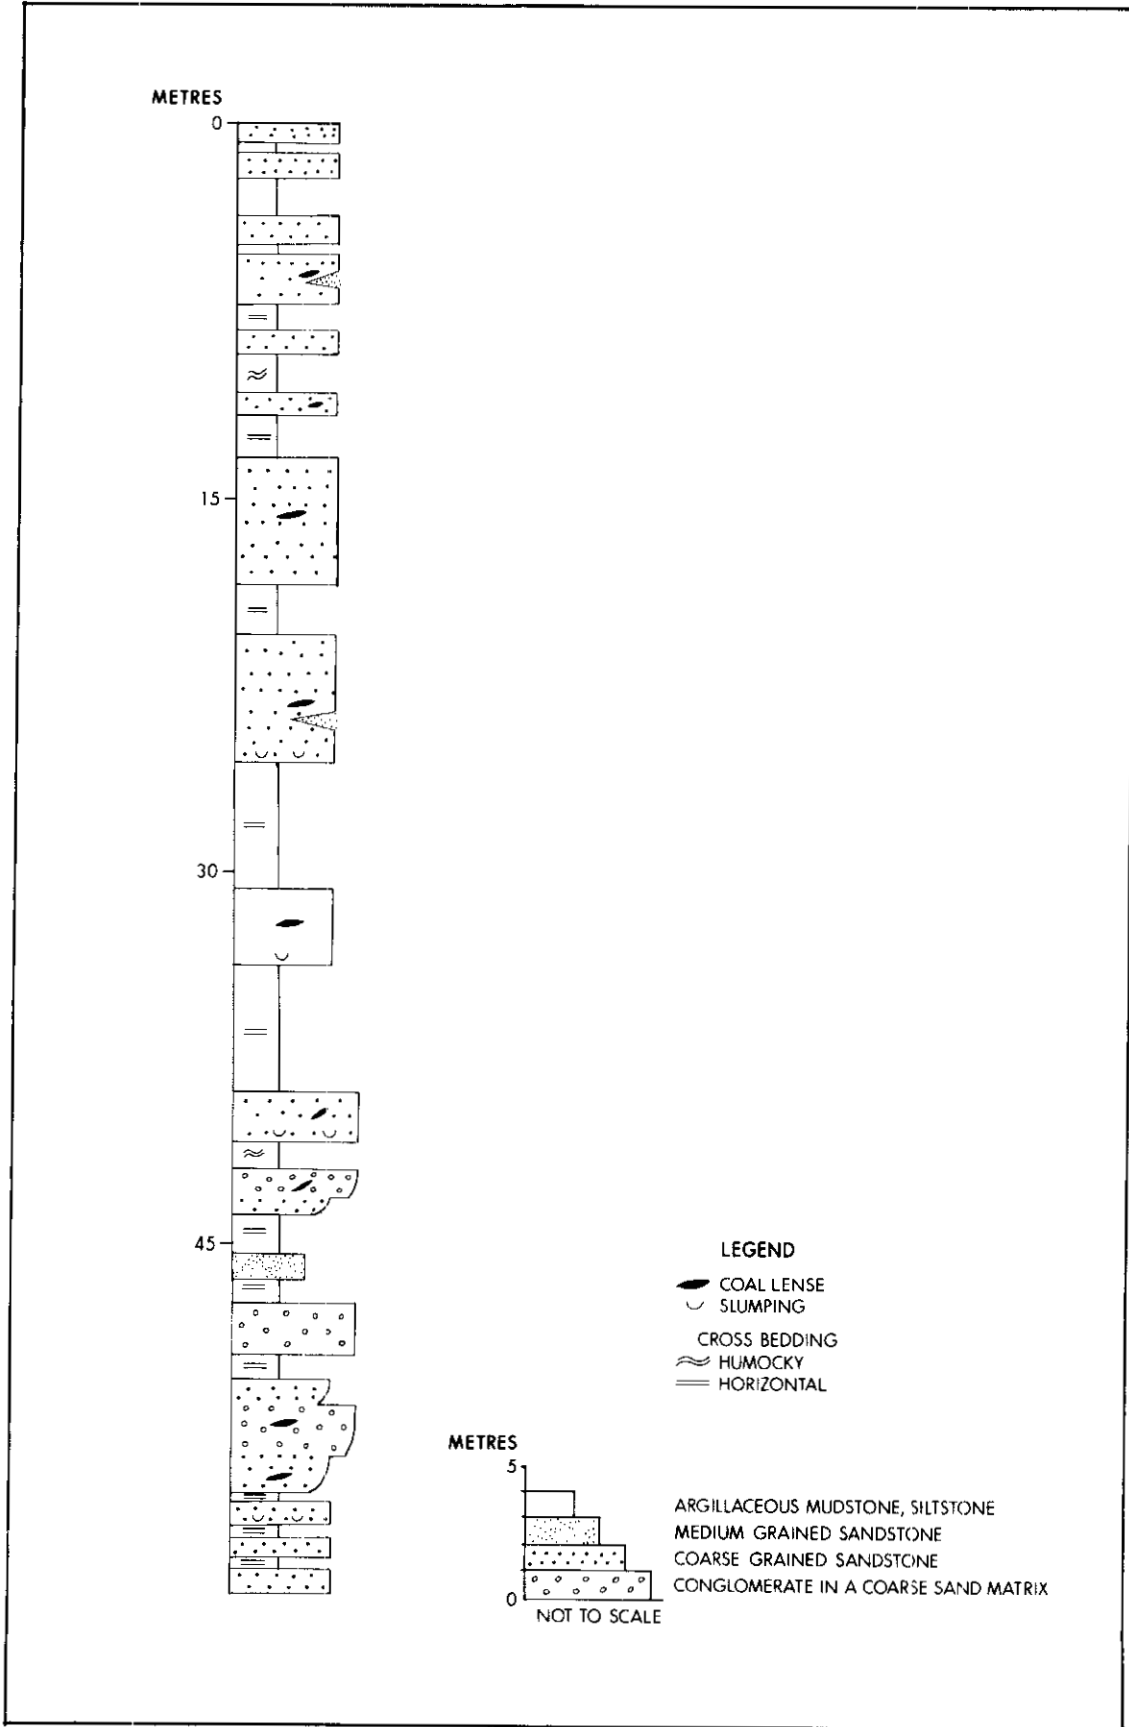 METRES
0
15
30
45
LEGEND
COAL LENSE
SLUMPING
CROSS BEDDING
HUMOCKY
HORIZONTAL
METRES
5
ARGILLACEOUS MUDSTONE, SILTSTONE
MEDIUM GRAINED SANDSTONE
COARSE GRAINED SANDSTONE
CONGLOMERATE IN A COARSE SAND MATRIX
0
NOT TO SCALE